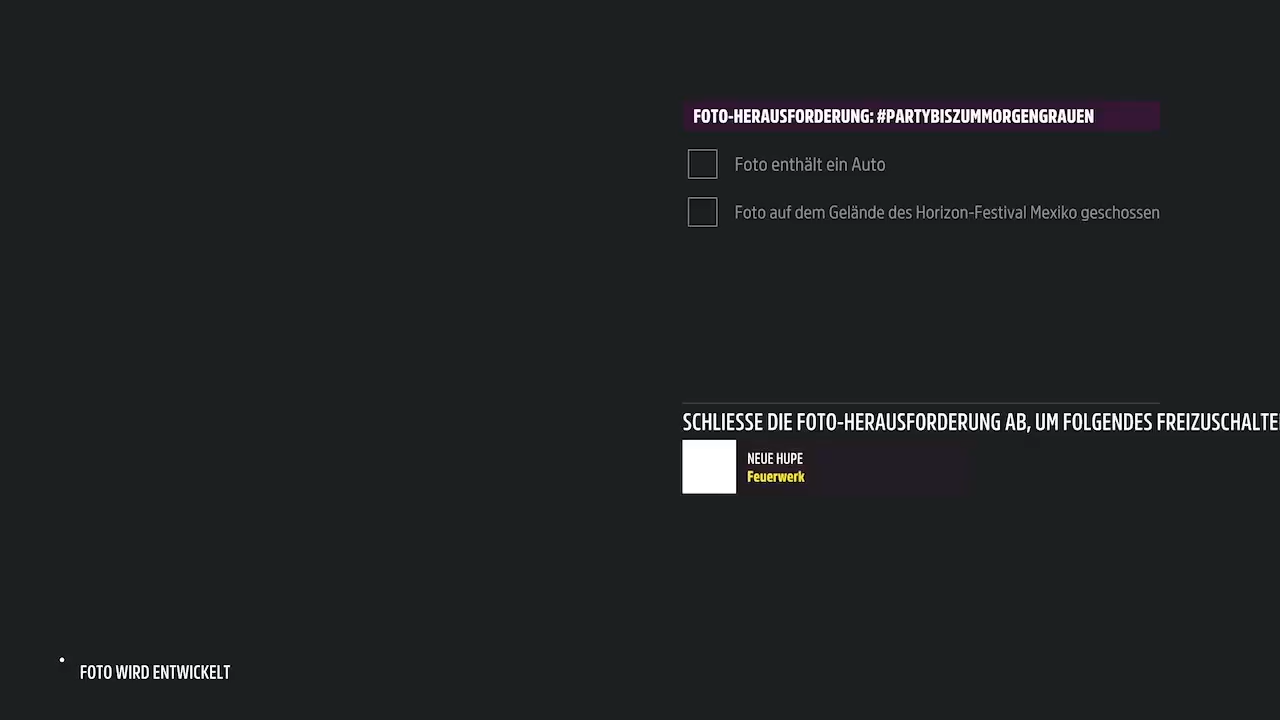 FOTO-HERAUSFORDERUNG: #PARTYBISZUMMORGENGRAUEN
Foto enthält ein Auto
Foto auf dem Gelände des Horizon-Festival Mexiko geschossen
SCHLIESSE DIE FOTO-HERAUSFORDERUNG AB, UM FOLGENDES FREIZUSCHALTE
NEUE HUPE
Feuerwerk
FOTO WIRD ENTWICKELT